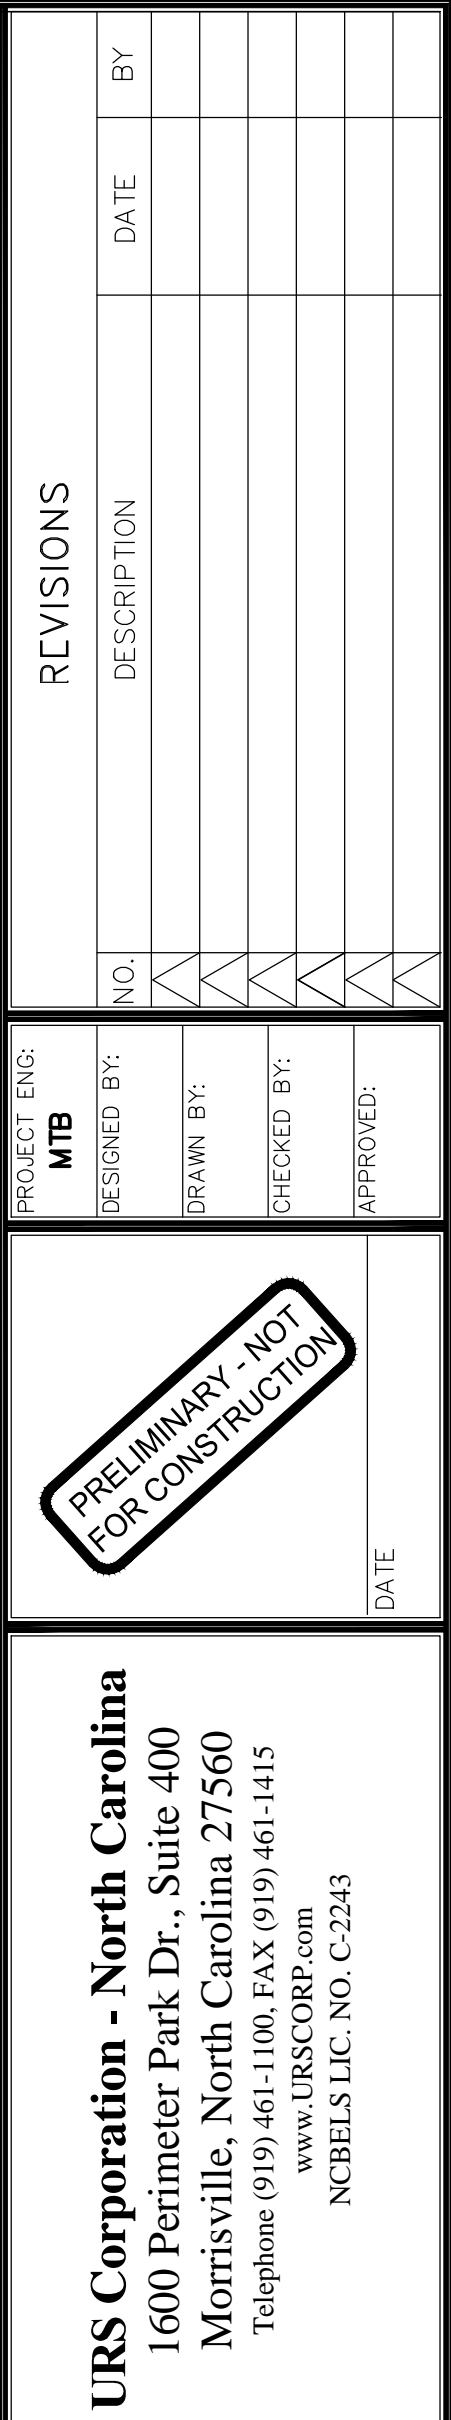 URS Corporation - North Carolina
1600 Perimeter Park Dr., Suite 400
Morrisville, North Carolina 27560
Telephone (919) 461-1100, FAX (919) 461-1415
www.URSCORP.com
NCBELS LIC. NO. C-2243
PRELIMINARY - NOT
FOR CONSTRUCTION
DATE
PROJECT ENG:
MTB
DESIGNED BY:
DRAWN BY:
CHECKED BY:
APPROVED:
REVISIONS
NO. DESCRIPTION DATE BY